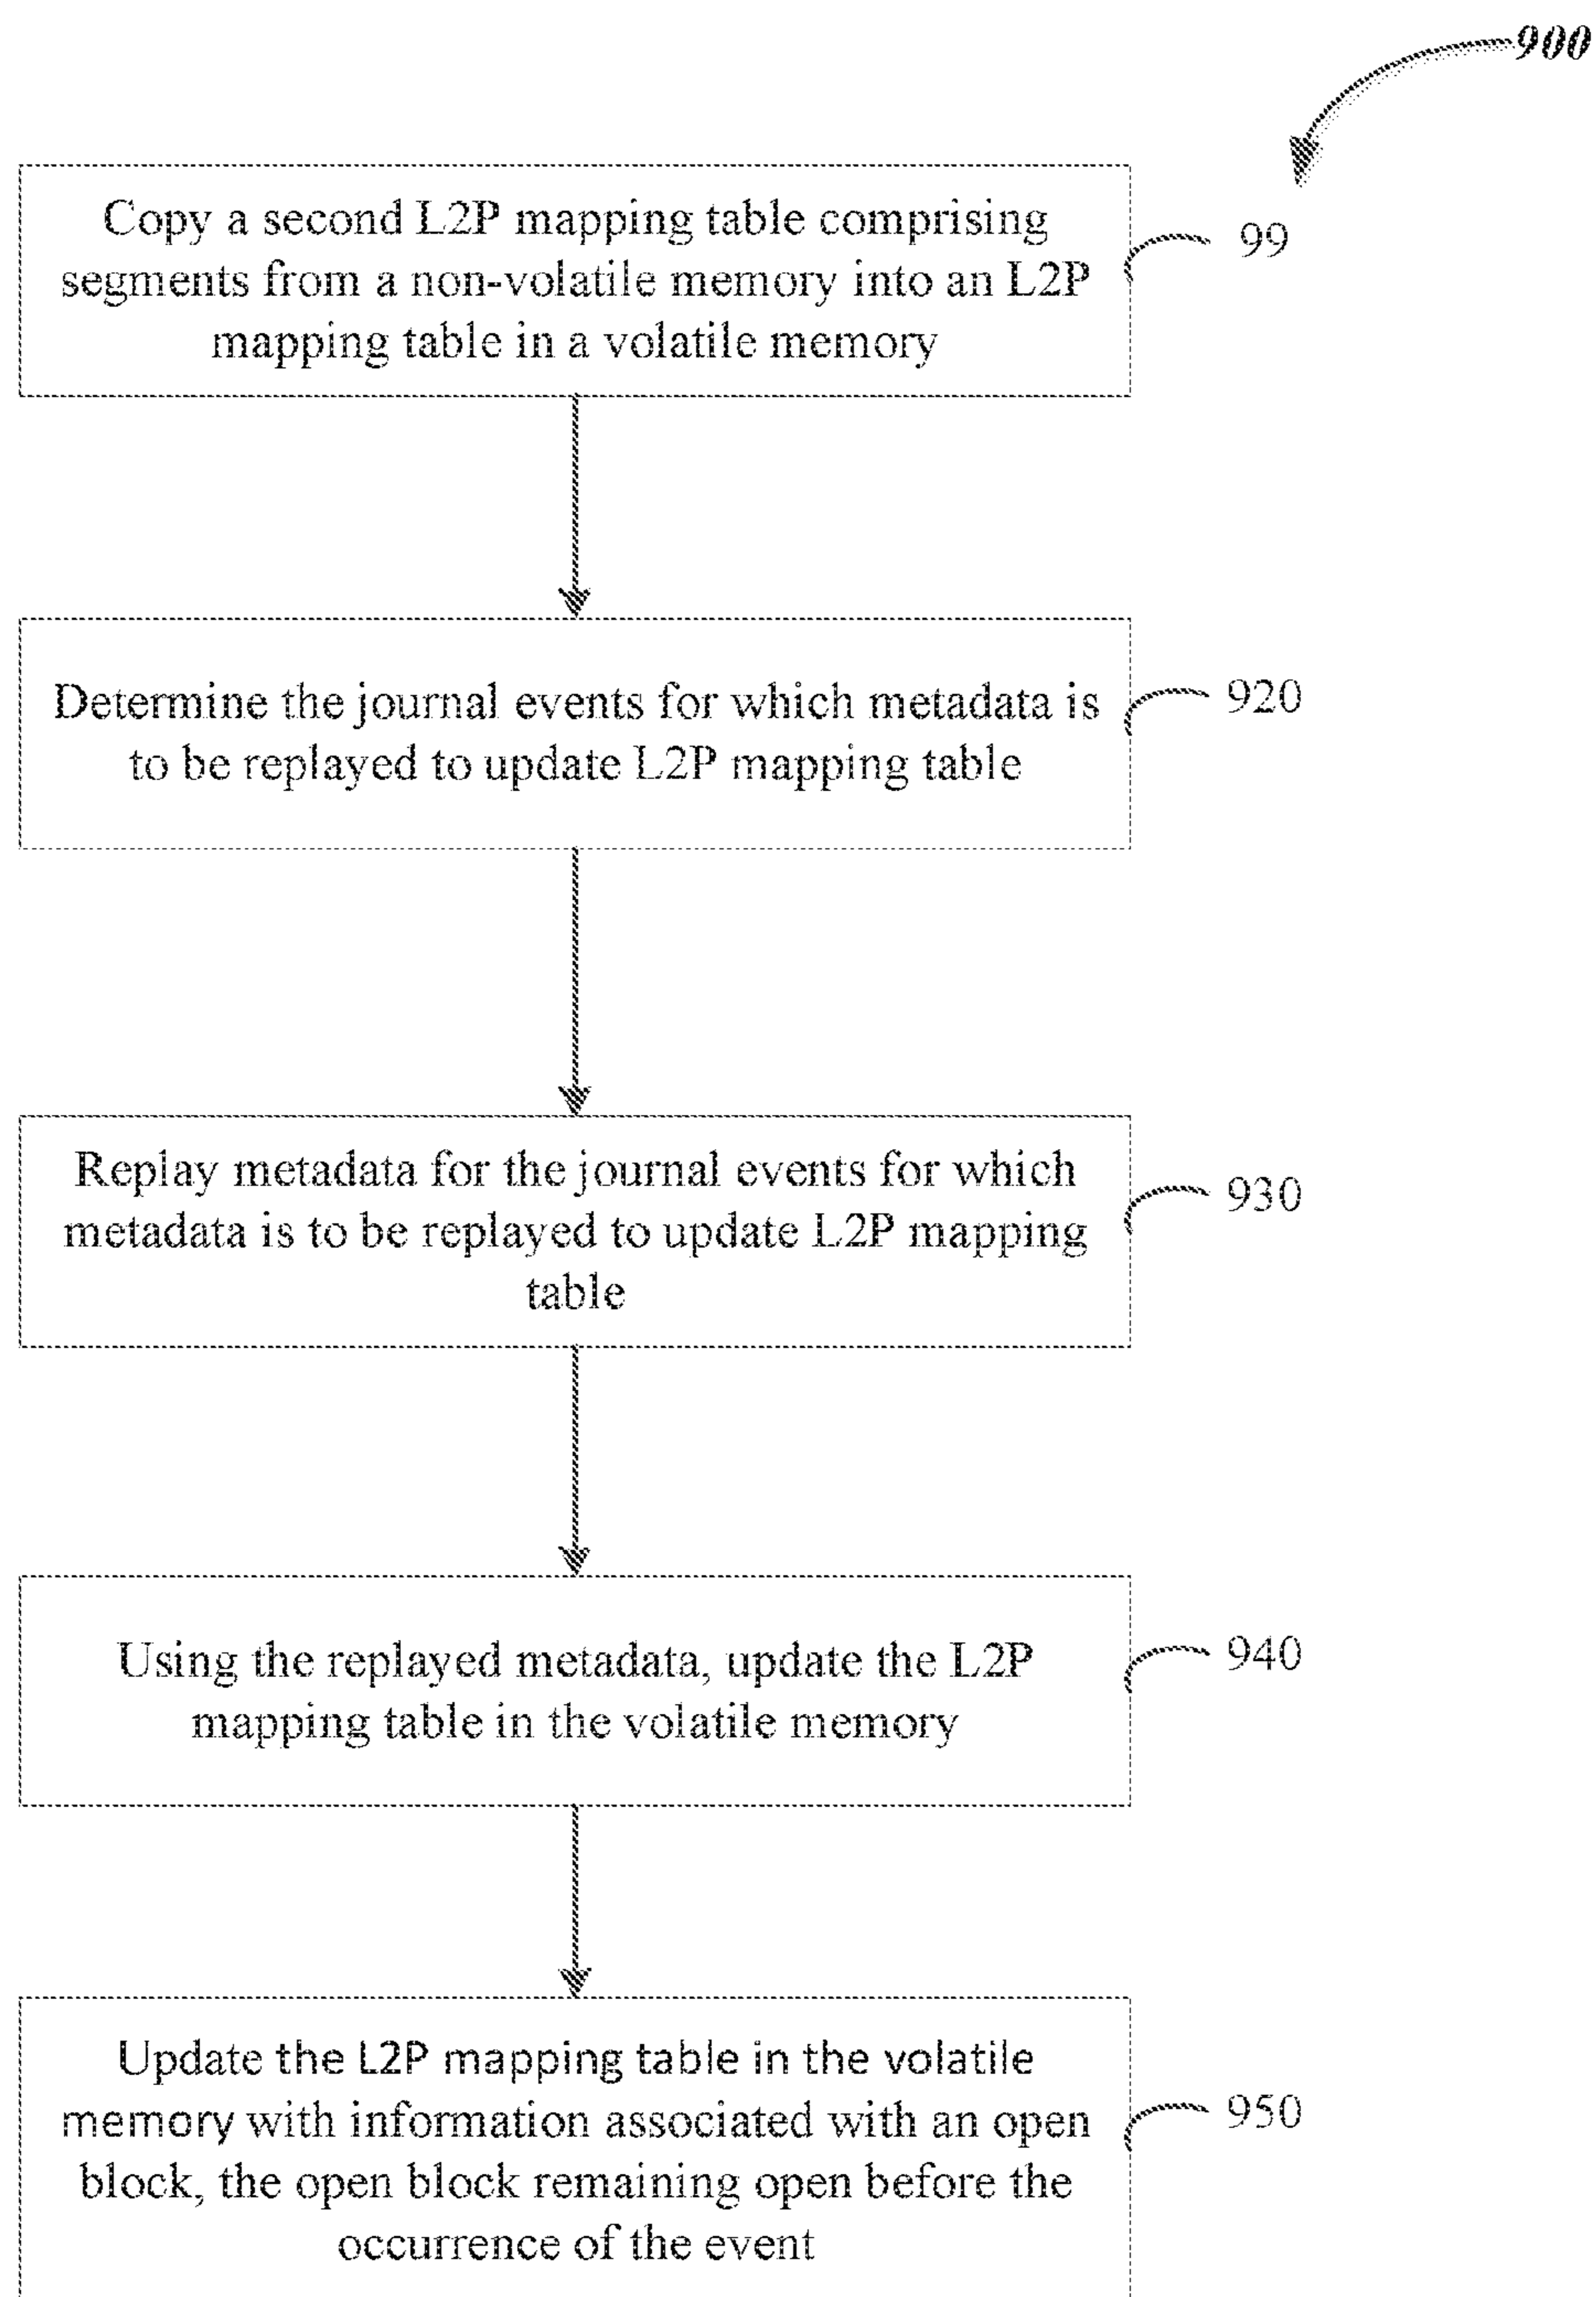 900
Copy a second L2P mapping table comprising
segments from a non-volatile memory into an L2P
mapping table in a volatile memory
99
Determine the journal events for which metadata is
to be replayed to update L2P mapping table
920
Replay metadata for the journal events for which
metadata is to be replayed to update L2P mapping
table
930
Using the replayed metadata, update the L2P
mapping table in the volatile memory
940
Update the L2P mapping table in the volatile
memory with information associated with an open
block, the open block remaining open before the
occurrence of the event
950